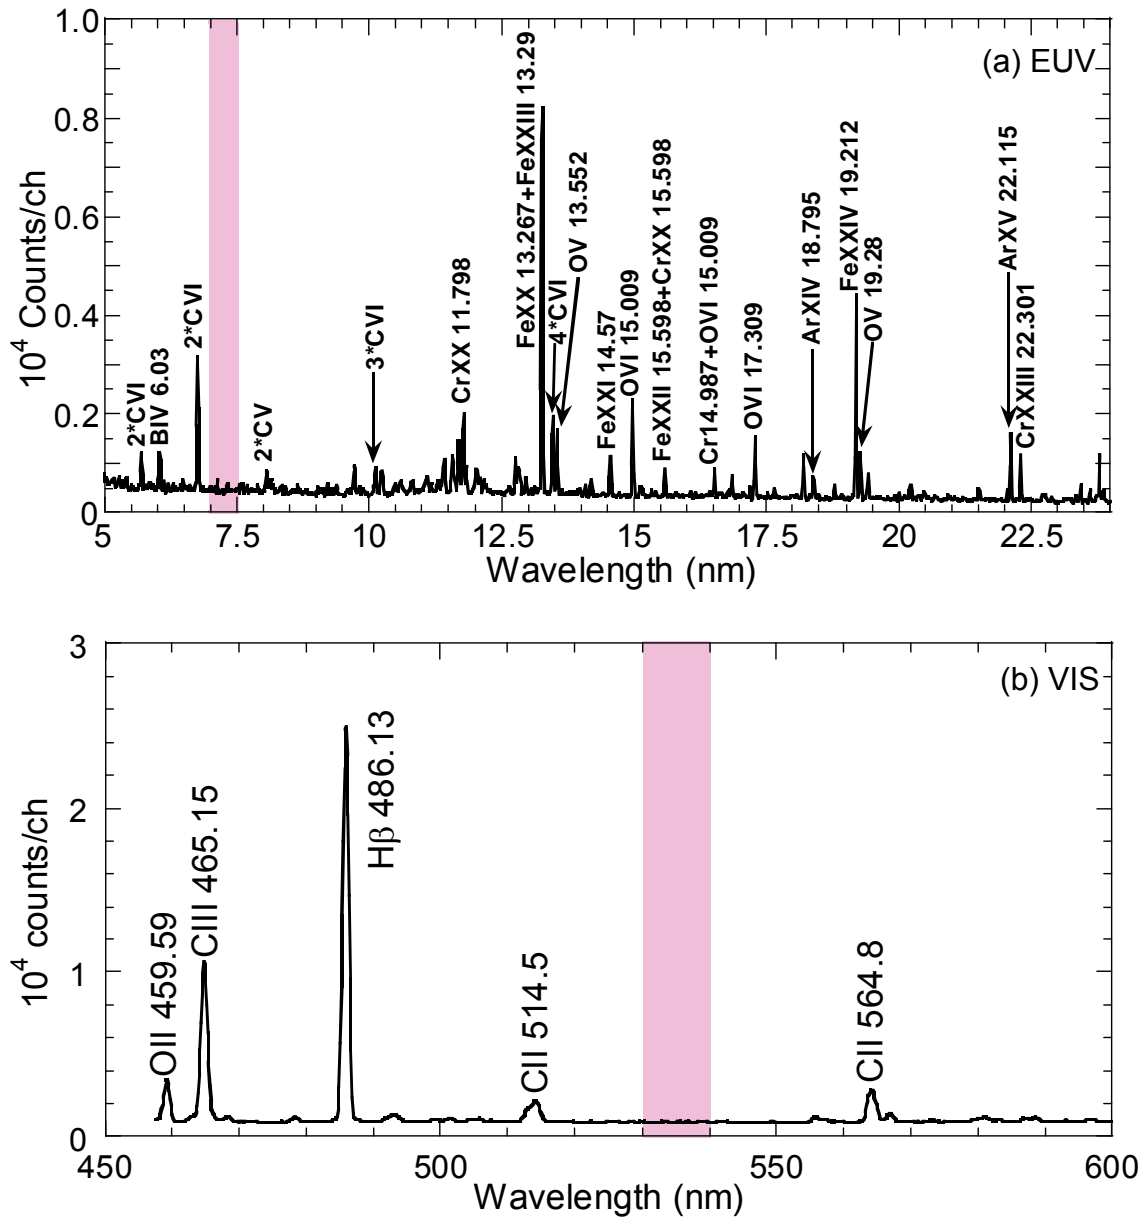 1.0
0.8
0.6
0.4
0.2
0
10⁴ Counts/ch
(a) EUV
2*CVI
BIV 6.03
2*CVI
2*CV
3*CVI
CrXX 11.798
FeXX 13.267+FeXXIII 13.29
4*CVI
OV 13.552
FeXXI 14.57
OVI 15.009
FeXXII 15.598+CrXX 15.598
Cr14.987+OVI 15.009
OVI 17.309
ArXIV 18.795
FeXXIV 19.212
OV 19.28
ArXV 22.115
CrXXIII 22.301
5 7.5 10 12.5 15 17.5 20 22.5
Wavelength (nm)
3
2
1
0
10⁴ counts/ch
(b) VIS
OII 459.59
CIII 465.15
Hβ 486.13
CII 514.5
CII 564.8
450 500 550 600
Wavelength (nm)